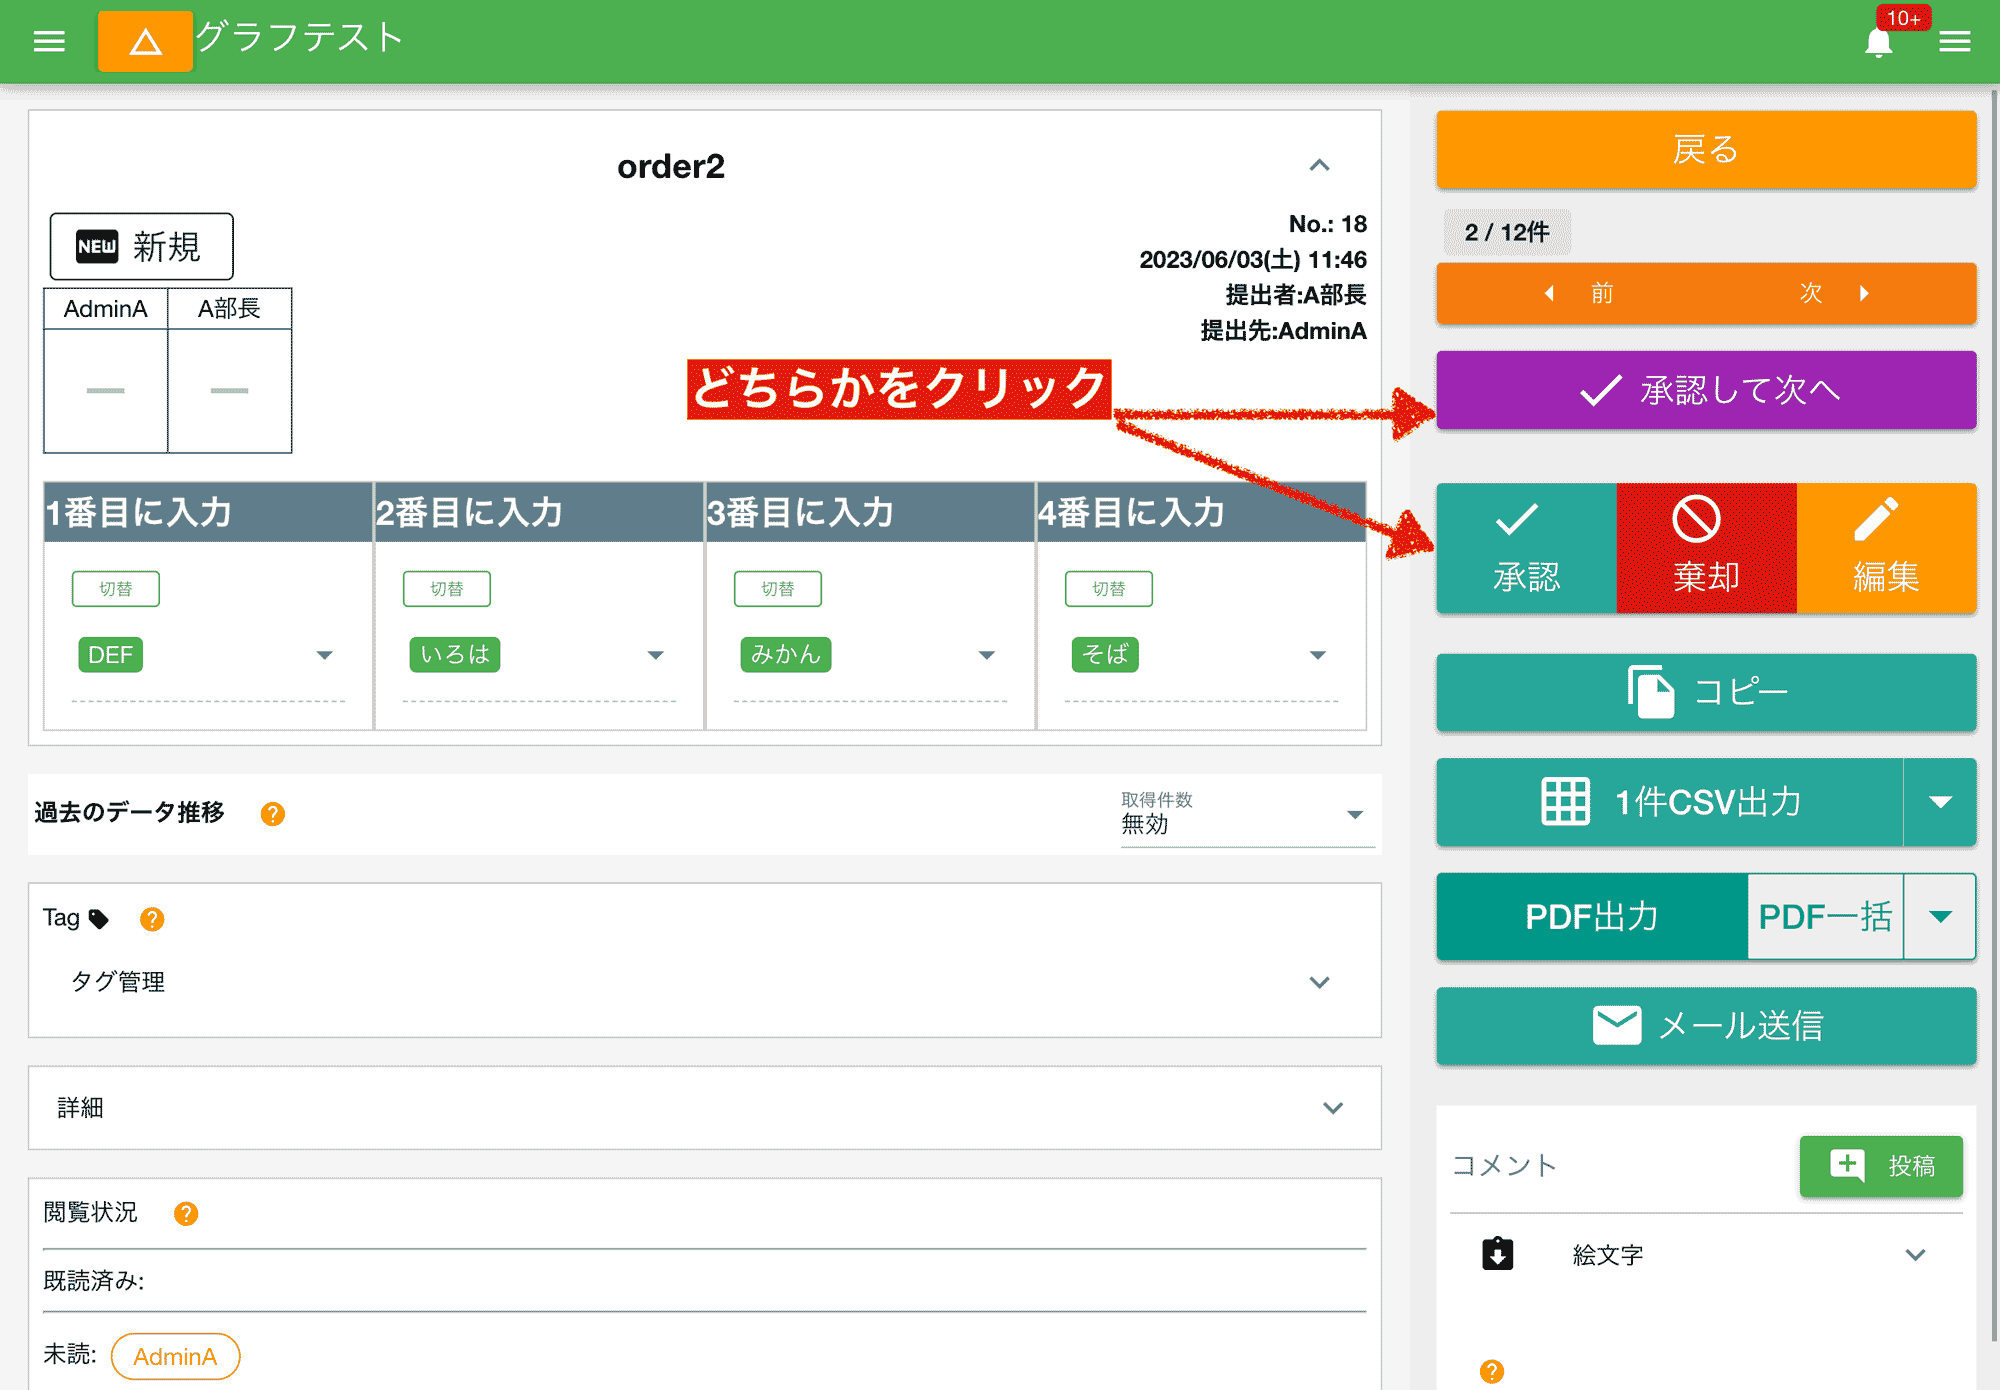 グラフテスト
10+
order2
NEW 新規
No.: 18
2023/06/03(土) 11:46
提出者:A部長
提出先:AdminA
AdminA
A部長
どちらかをクリック
1番目に入力
2番目に入力
3番目に入力
4番目に入力
切替
切替
切替
切替
DEF
いろは
みかん
そば
過去のデータ推移 ?
取得件数
無効
Tag ?
タグ管理
詳細
閲覧状況 ?
既読済み:
未読: AdminA
戻る
2 / 12件
前
次
承認して次へ
承認
棄却
編集
コピー
1件CSV出力
PDF出力
PDF一括
メール送信
コメント
投稿
絵文字
?